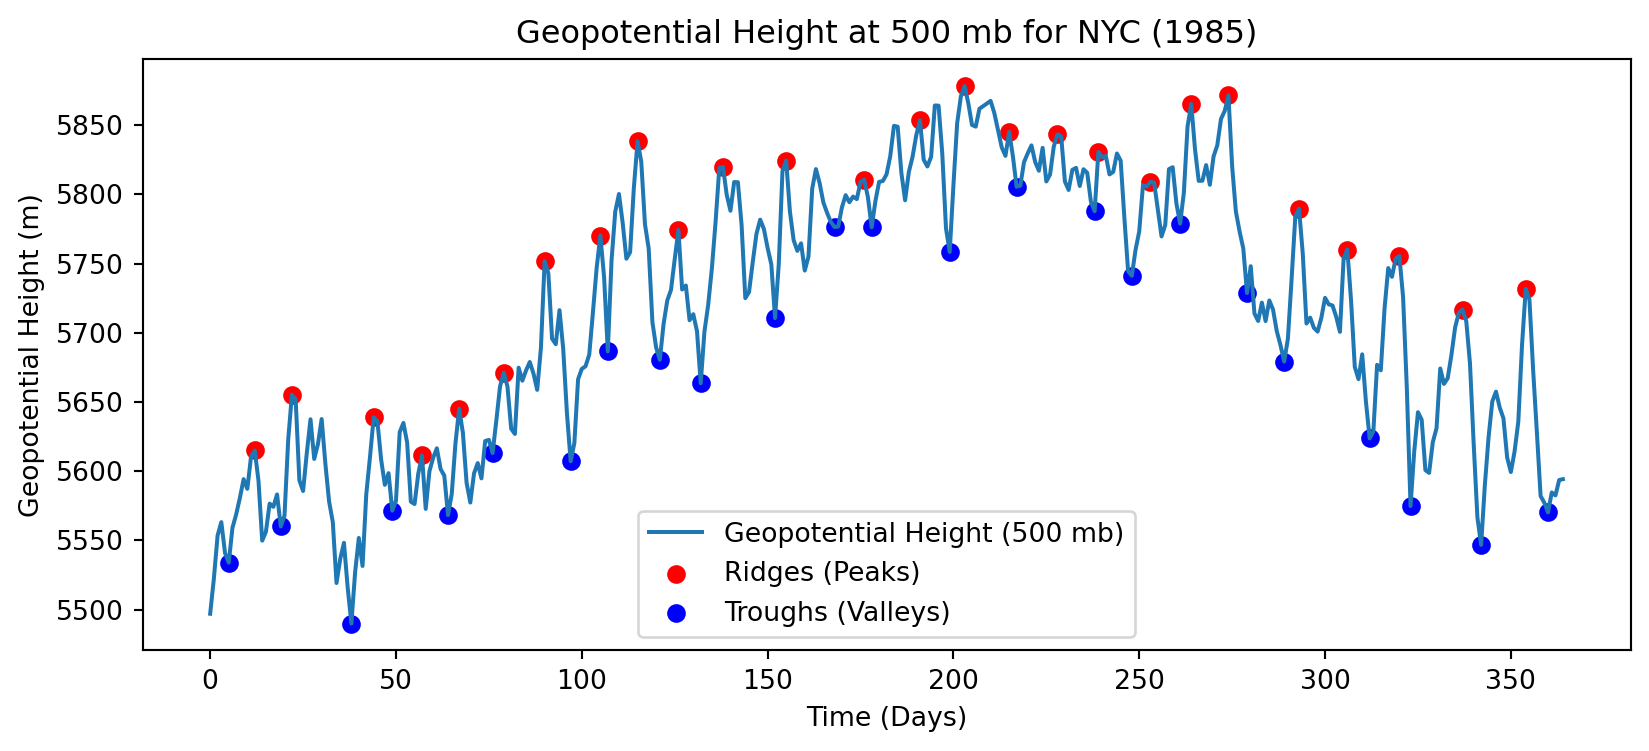 Geopotential Height at 500 mb for NYC (1985)
Geopotential Height (m)
5850
5800
5750
5700
5650
5600
5550
5500
Geopotential Height (500 mb)
Ridges (Peaks)
Troughs (Valleys)
0 50 100 150 200 250 300 350
Time (Days)